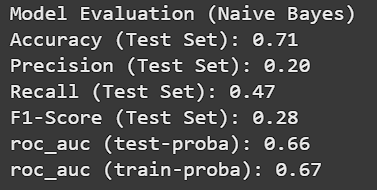 Model Evaluation (Naive Bayes)
Accuracy (Test Set): 0.71
Precision (Test Set): 0.20
Recall (Test Set): 0.47
F1-Score (Test Set): 0.28
roc_auc (test-proba): 0.66
roc_auc (train-proba): 0.67